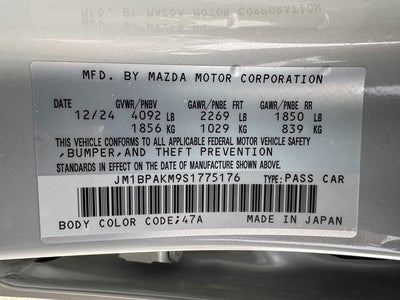 MFD. BY MAZDA MOTOR CORPORATION
DATE GVWR/PNBV GAWR/PNBE FRT GAWR/PNBE RR
12/24 4092 LB 2269 LB 1850 LB
1856 KG 1029 KG 839 KG
THIS VEHICLE CONFORMS TO ALL APPLICABLE FEDERAL MOTOR VEHICLE SAFETY
,BUMPER,AND THEFT PREVENTION
STANDARDS IN EFFECT ON THE DATE OF MANUFACTURE SHOWN ABOVE.
JM1BPAKM9S1775176 TYPE:PASS CAR
BODY COLOR CODE;47A MADE IN JAPAN